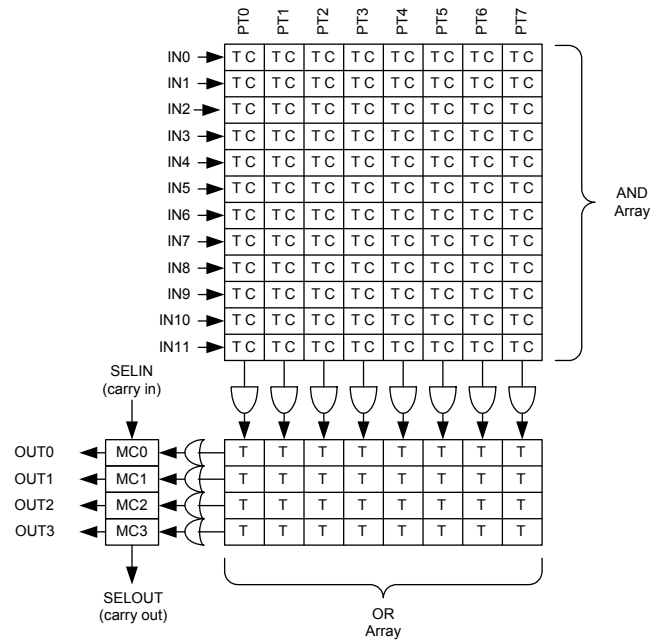 PT0 PT1 PT2 PT3 PT4 PT5 PT6 PT7
IN0 T C T C T C T C T C T C T C T C
IN1 T C T C T C T C T C T C T C T C
IN2 T C T C T C T C T C T C T C T C
IN3 T C T C T C T C T C T C T C T C
IN4 T C T C T C T C T C T C T C T C
IN5 T C T C T C T C T C T C T C T C
AND
Array
IN6 T C T C T C T C T C T C T C T C
IN7 T C T C T C T C T C T C T C T C
IN8 T C T C T C T C T C T C T C T C
IN9 T C T C T C T C T C T C T C T C
IN10 T C T C T C T C T C T C T C T C
IN11 T C T C T C T C T C T C T C T C
SELIN
(carry in)
OUT0 MC0 T T T T T T T T
OUT1 MC1 T T T T T T T T
OUT2 MC2 T T T T T T T T
OUT3 MC3 T T T T T T T T
SELOUT
(carry out)
OR
Array